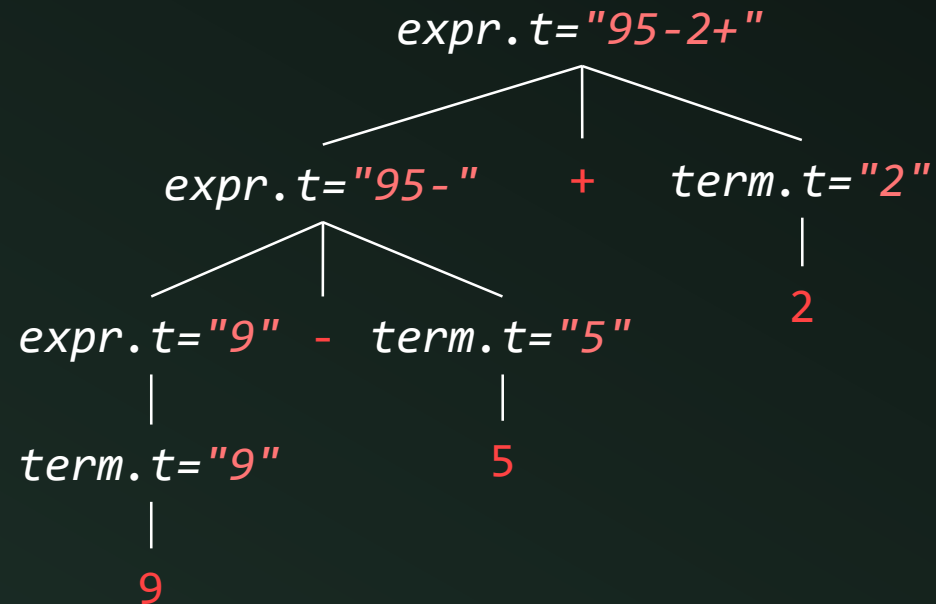 expr.t="95-2+"
expr.t="95-" + term.t="2"
2
expr.t="9" - term.t="5"
term.t="9" 5
9